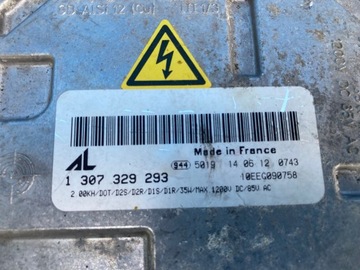 AL
Made in France
944 5019 14 06 12 0743
1 307 329 293 10EEC090758
2.00KH/DOT/D2S/D2R/D1S/D1R/35W/MAX 1200V DC/85V AC